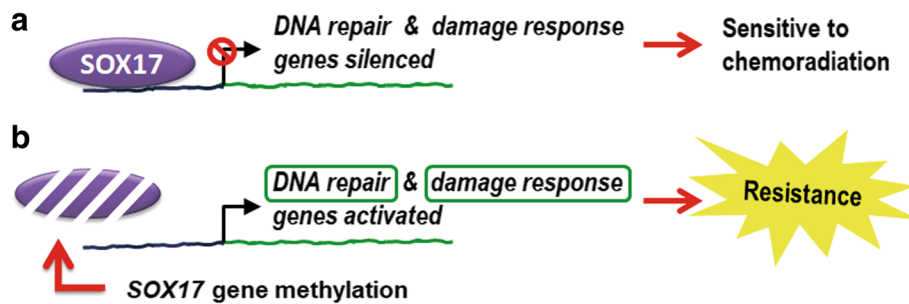 a
SOX17
DNA repair & damage response
genes silenced
Sensitive to
chemoradiation
b
DNA repair & damage response
genes activated
Resistance
SOX17 gene methylation